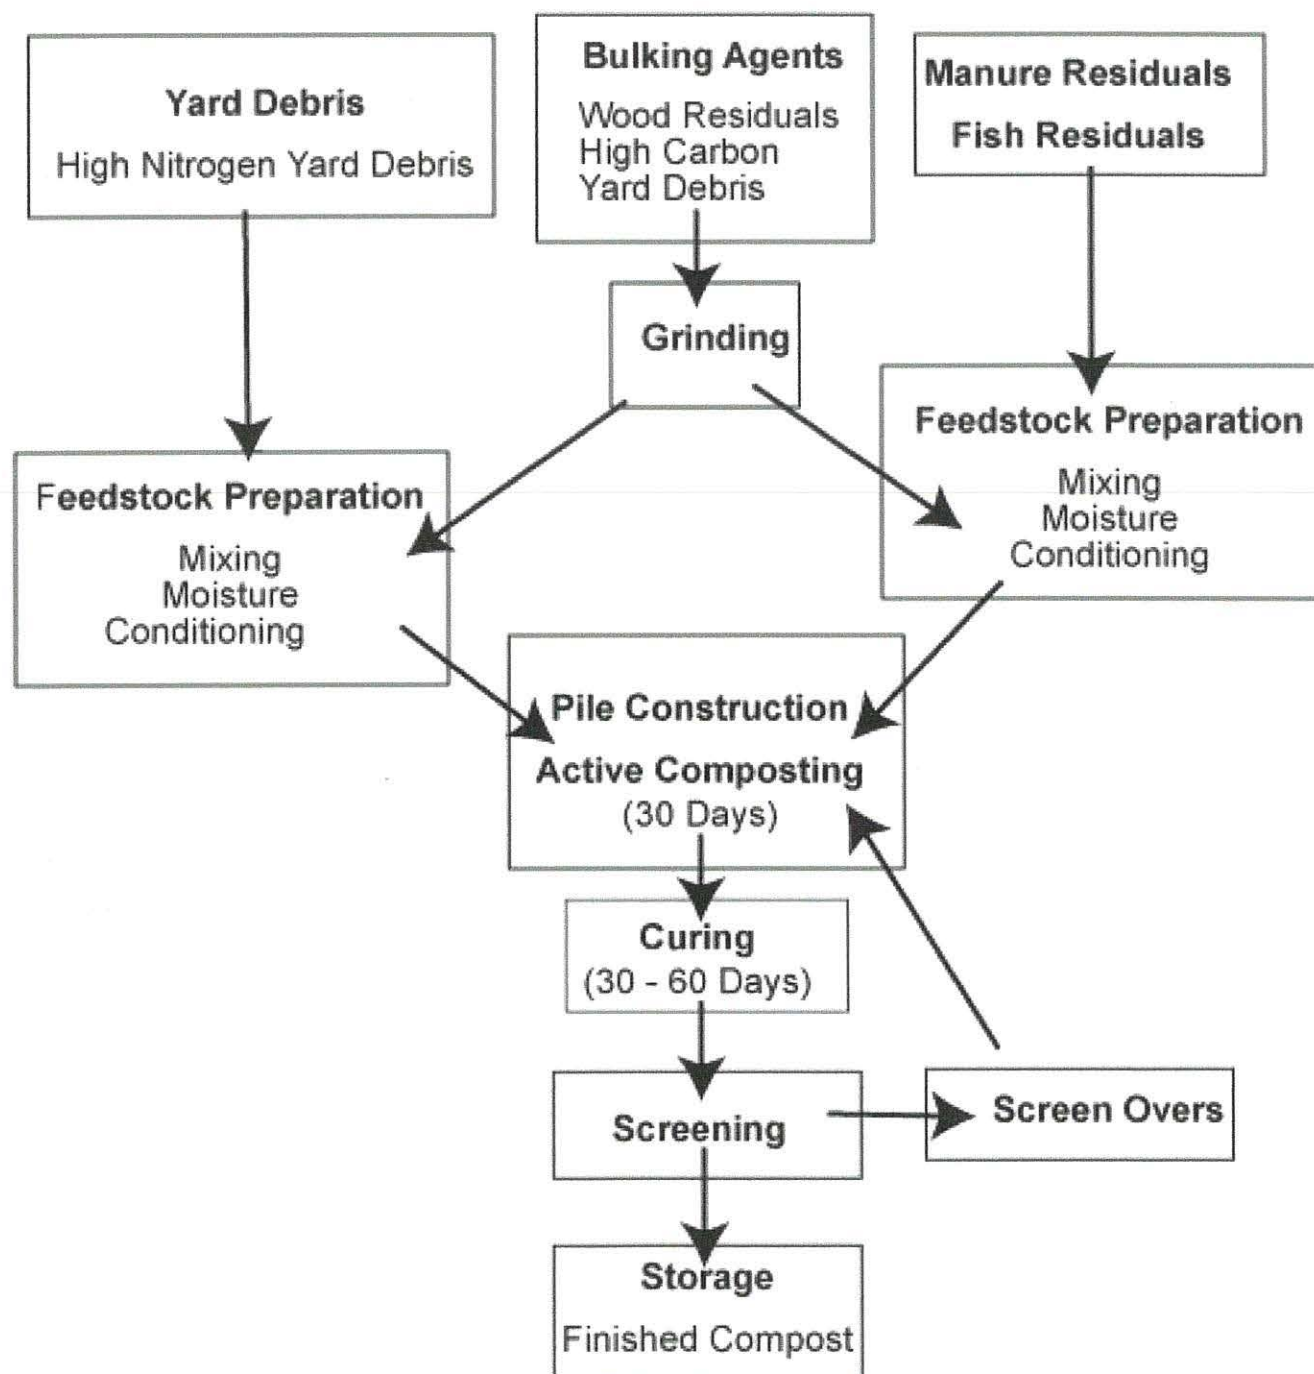 Yard Debris
High Nitrogen Yard Debris
Bulking Agents
Wood Residuals
High Carbon
Yard Debris
Manure Residuals
Fish Residuals
Grinding
Feedstock Preparation
Mixing
Moisture
Conditioning
Feedstock Preparation
Mixing
Moisture
Conditioning
Pile Construction
Active Composting
(30 Days)
Curing
(30 - 60 Days)
Screening
Screen Overs
Storage
Finished Compost